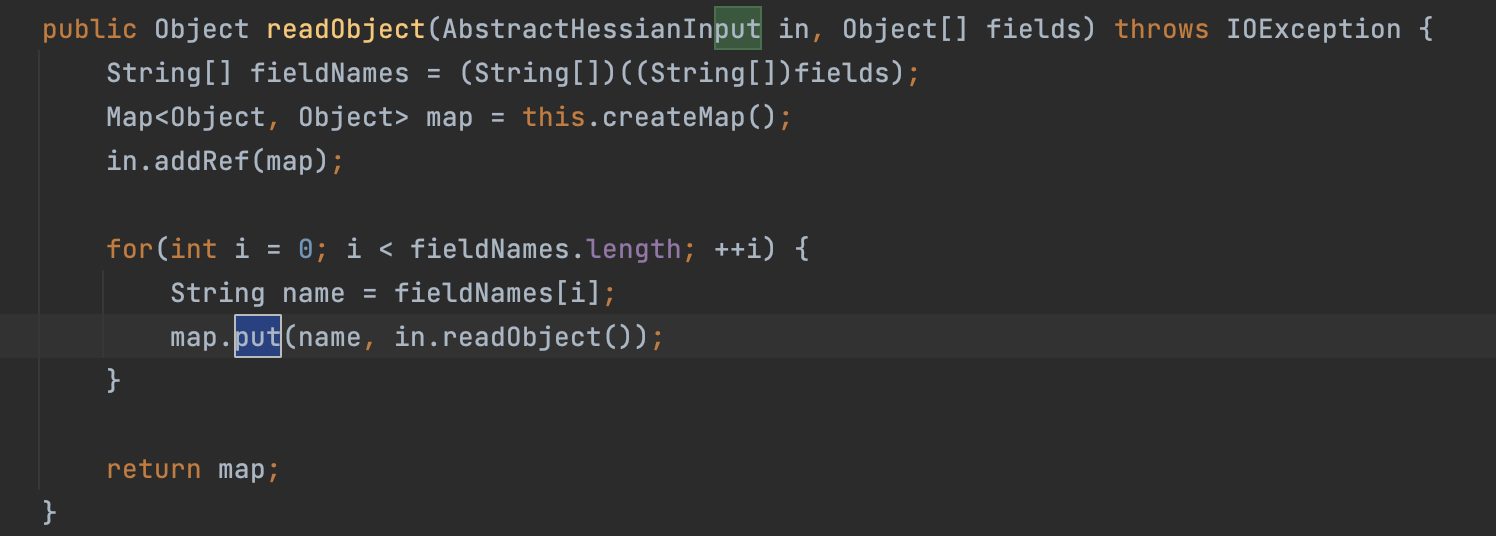 public Object readObject(AbstractHessianInput in, Object[] fields) throws IOException {
    String[] fieldNames = (String[])((String[])fields);
    Map<Object, Object> map = this.createMap();
    in.addRef(map);

    for(int i = 0; i < fieldNames.length; ++i) {
        String name = fieldNames[i];
        map.put(name, in.readObject());
    }

    return map;
}